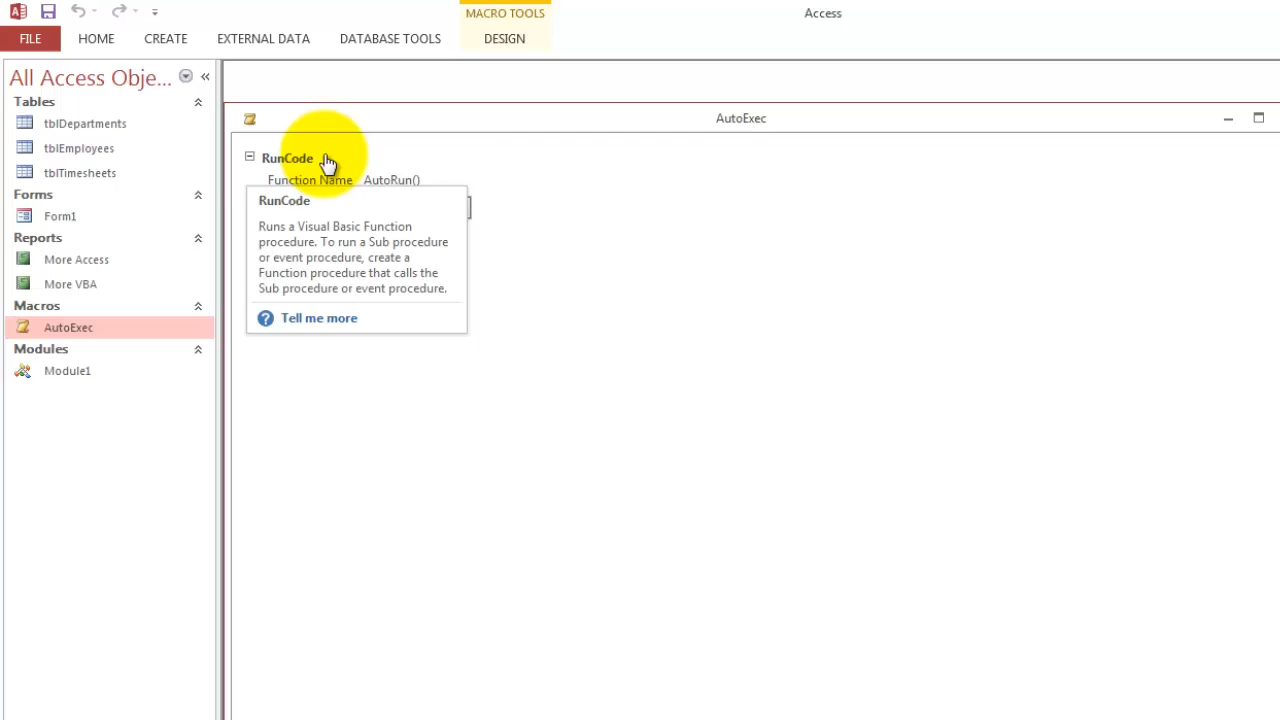 MACRO TOOLS
Access
FILE
HOME
CREATE
EXTERNAL DATA
DATABASE TOOLS
DESIGN
All Access Obje...
Tables
tblDepartments
tblEmployees
tblTimesheets
Forms
Form1
Reports
More Access
More VBA
Macros
AutoExec
Modules
Module1
AutoExec
RunCode
Function Name AutoRun()
RunCode
Runs a Visual Basic Function
procedure. To run a Sub procedure
or event procedure, create a
Function procedure that calls the
Sub procedure or event procedure.
Tell me more